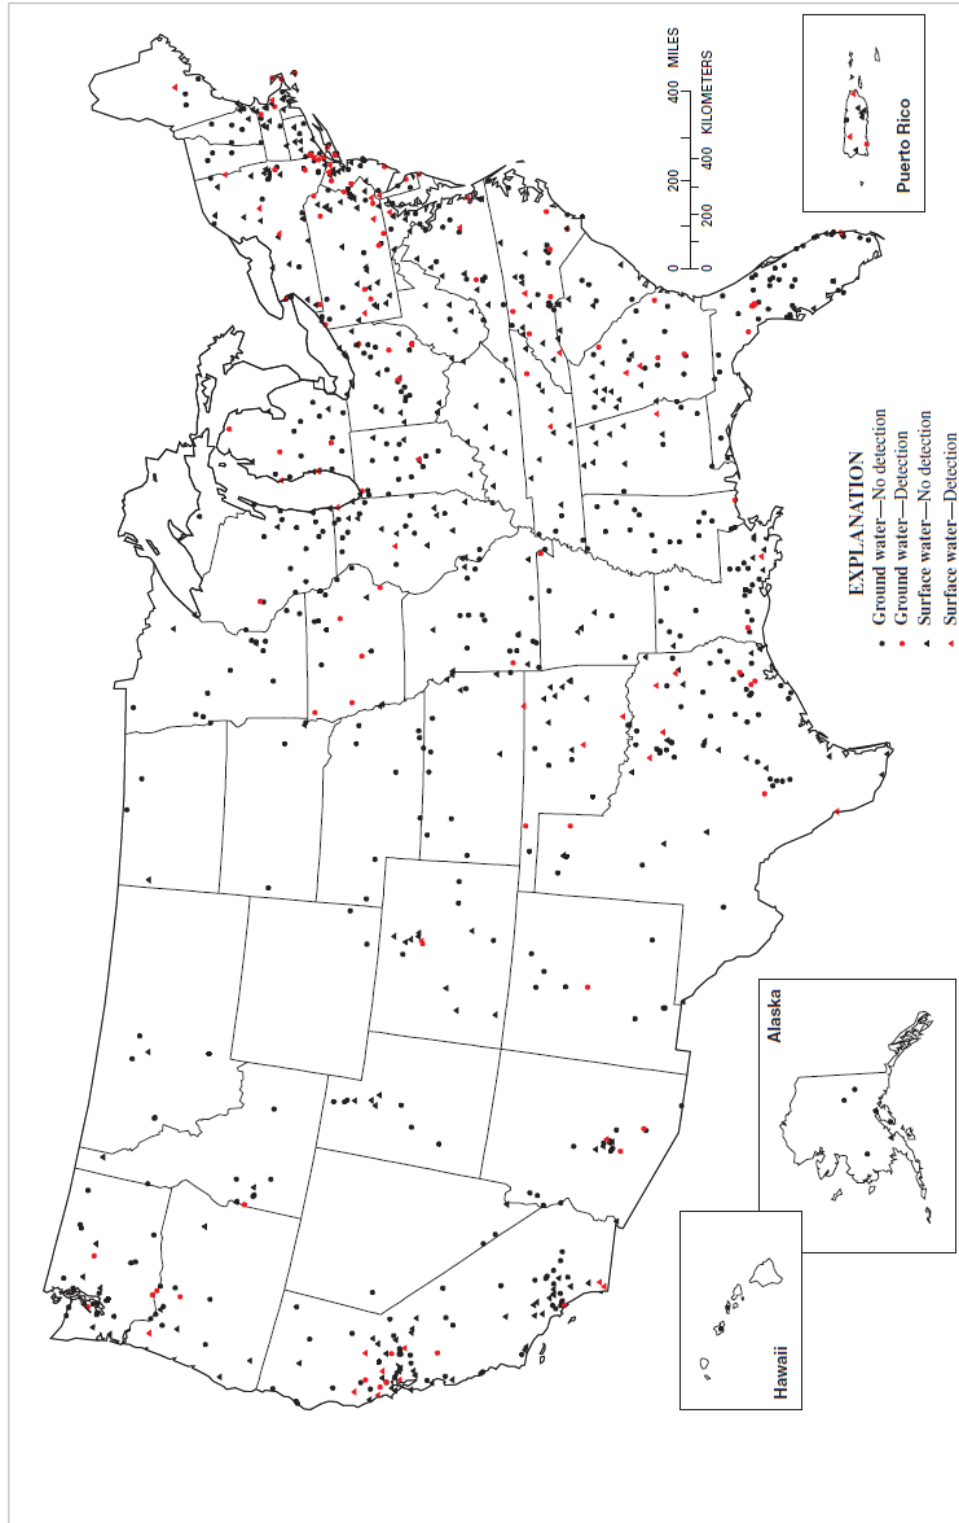 0 200 400 MILES
0 200 400 KILOMETERS
Puerto Rico
Alaska
Hawaii
EXPLANATION
Ground water—No detection
Ground water—Detection
Surface water—No detection
Surface water—Detection